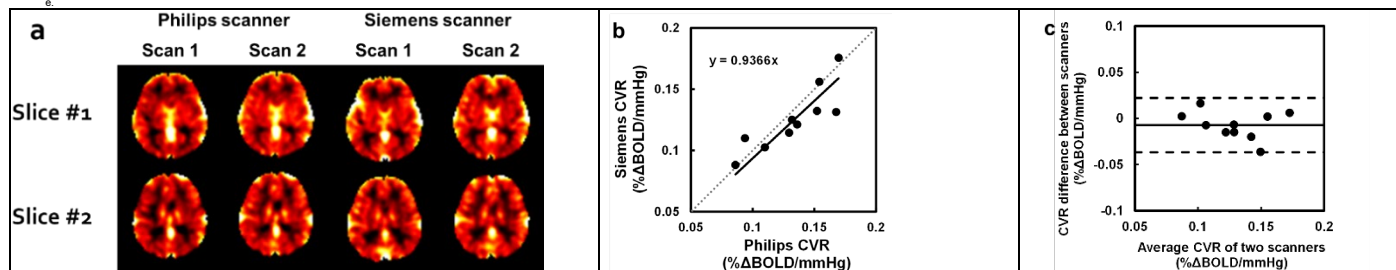 e.
a
Philips scanner Siemens scanner
Scan 1 Scan 2 Scan 1 Scan 2
Slice #1
Slice #2
b
0.2
0.15
0.1
0.05
0.05 0.1 0.15 0.2
y = 0.9366x
Siemens CVR
(%ΔBOLD/mmHg)
Philips CVR
(%ΔBOLD/mmHg)
c
0.1
0.05
0
-0.05
-0.1
0.05 0.1 0.15 0.2
CVR difference between scanners
(%ΔBOLD/mmHg)
Average CVR of two scanners
(%ΔBOLD/mmHg)